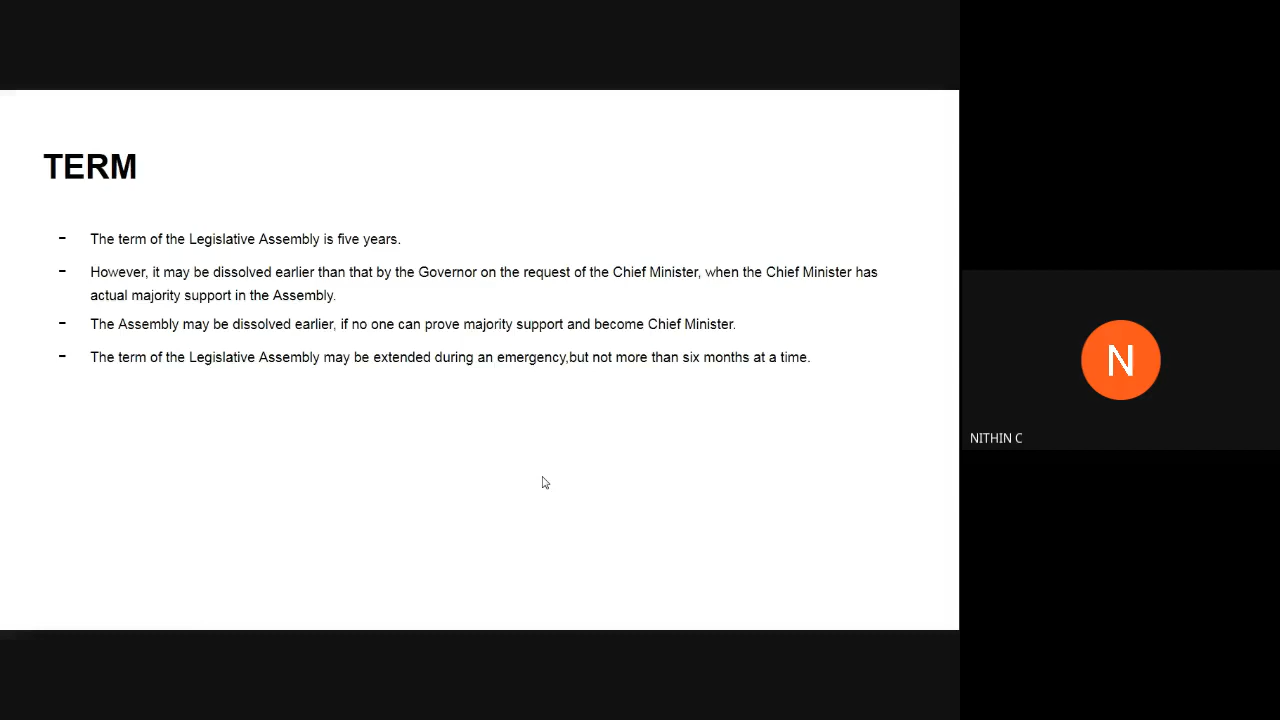 TERM
- The term of the Legislative Assembly is five years.
- However, it may be dissolved earlier than that by the Governor on the request of the Chief Minister, when the Chief Minister has
actual majority support in the Assembly.
- The Assembly may be dissolved earlier, if no one can prove majority support and become Chief Minister.
- The term of the Legislative Assembly may be extended during an emergency,but not more than six months at a time.
N
NITHIN C